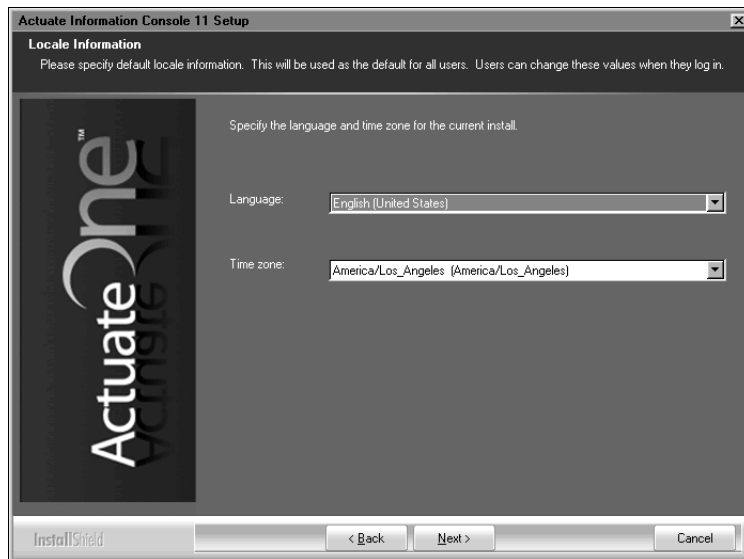 Actuate Information Console 11 Setup
Locale Information
Please specify default locale information. This will be used as the default for all users. Users can change these values when they log in.
ActuateOne™
Specify the language and time zone for the current install.
Language:
English (United States)
Time zone:
America/Los_Angeles (America/Los_Angeles)
InstallShield
< Back
Next >
Cancel